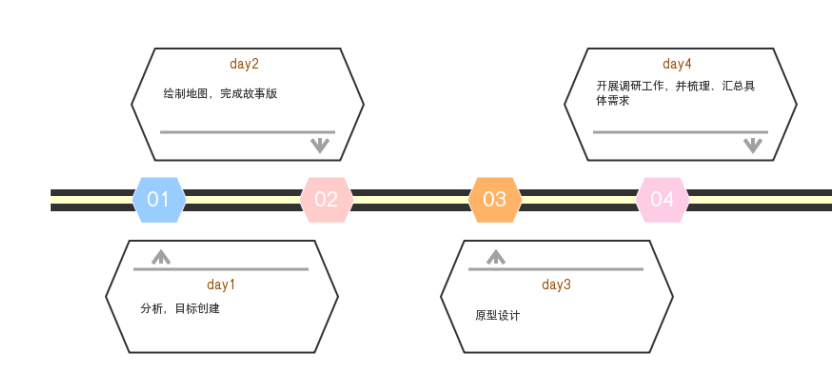 day2
绘制地图，完成故事版
day4
开展调研工作、并梳理、汇总具
体需求
01
02
03
04
day1
分析，目标创建
day3
原型设计